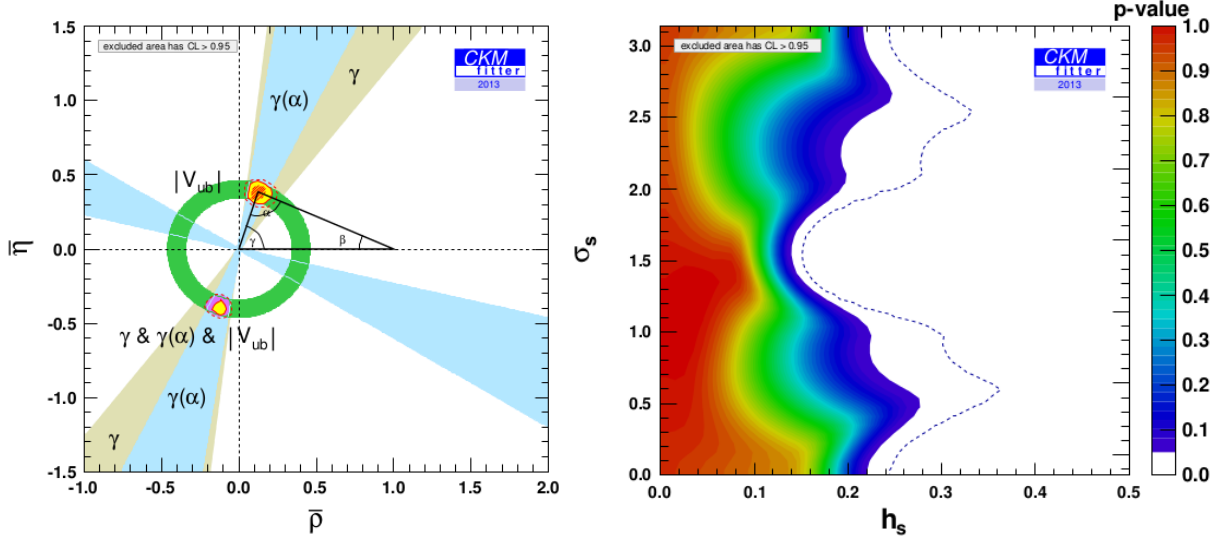 excluded area has CL > 0.95
CKM
fitter
2013
γ
γ(α)
|V_ub|
α
γ
β
γ & γ(α) & |V_ub|
γ(α)
γ
1.5
1.0
0.5
0.0
-0.5
-1.0
-1.5
-1.0 -0.5 0.0 0.5 1.0 1.5 2.0
η̄
ρ̄
p-value
excluded area has CL > 0.95
CKM
fitter
2013
3.0
2.5
2.0
1.5
1.0
0.5
0.0
0.0 0.1 0.2 0.3 0.4 0.5
σ_s
h_s
1.0
0.9
0.8
0.7
0.6
0.5
0.4
0.3
0.2
0.1
0.0